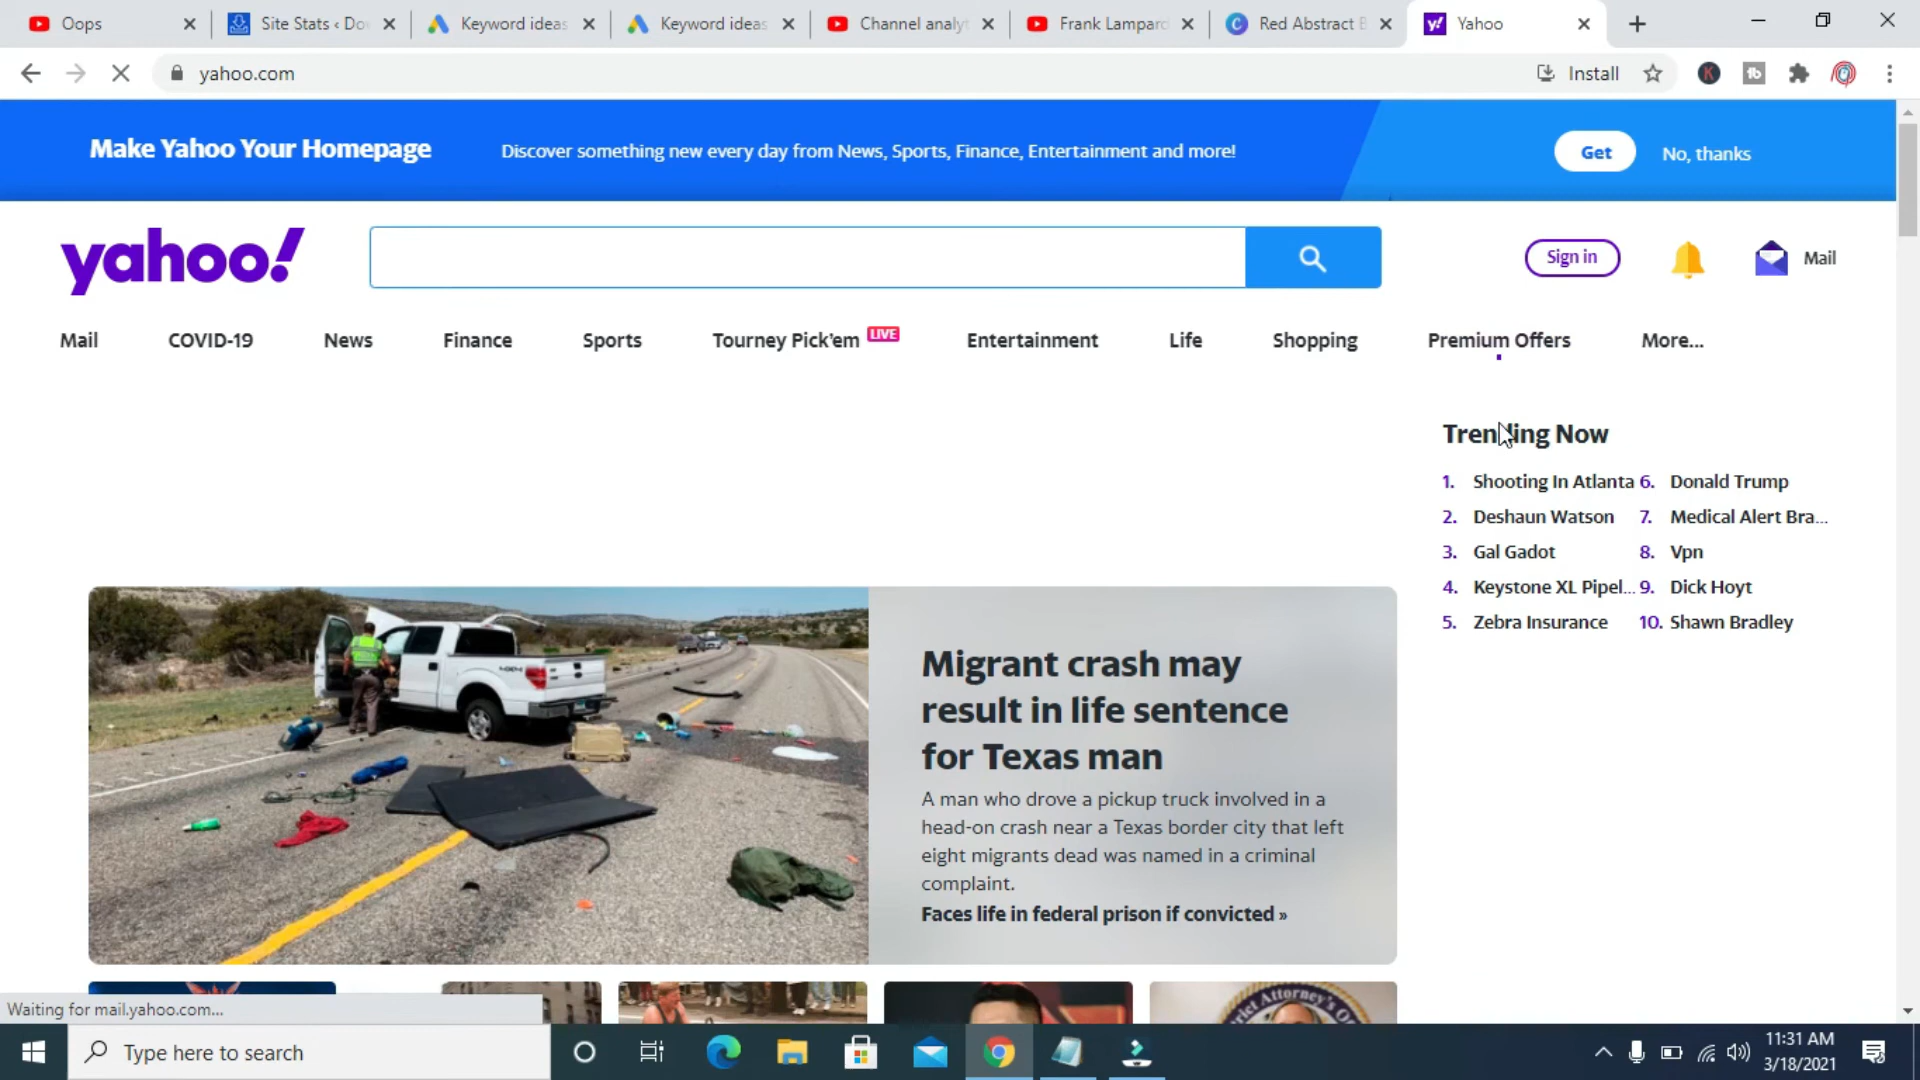 Oops
Site Stats ‹ Do
Keyword ideas
Keyword ideas
Channel analyt
Frank Lampard
Red Abstract B
Yahoo
yahoo.com
Install
Make Yahoo Your Homepage
Discover something new every day from News, Sports, Finance, Entertainment and more!
Get
No, thanks
yahoo!
Sign in
Mail
Mail
COVID-19
News
Finance
Sports
Tourney Pick'em LIVE
Entertainment
Life
Shopping
Premium Offers
More...
Trending Now
1. Shooting In Atlanta
2. Deshaun Watson
3. Gal Gadot
4. Keystone XL Pipel...
5. Zebra Insurance
6. Donald Trump
7. Medical Alert Bra...
8. Vpn
9. Dick Hoyt
10. Shawn Bradley
Migrant crash may
result in life sentence
for Texas man
A man who drove a pickup truck involved in a
head-on crash near a Texas border city that left
eight migrants dead was named in a criminal
complaint.
Faces life in federal prison if convicted »
Attorney's
Waiting for mail.yahoo.com...
Type here to search
11:31 AM
3/18/2021